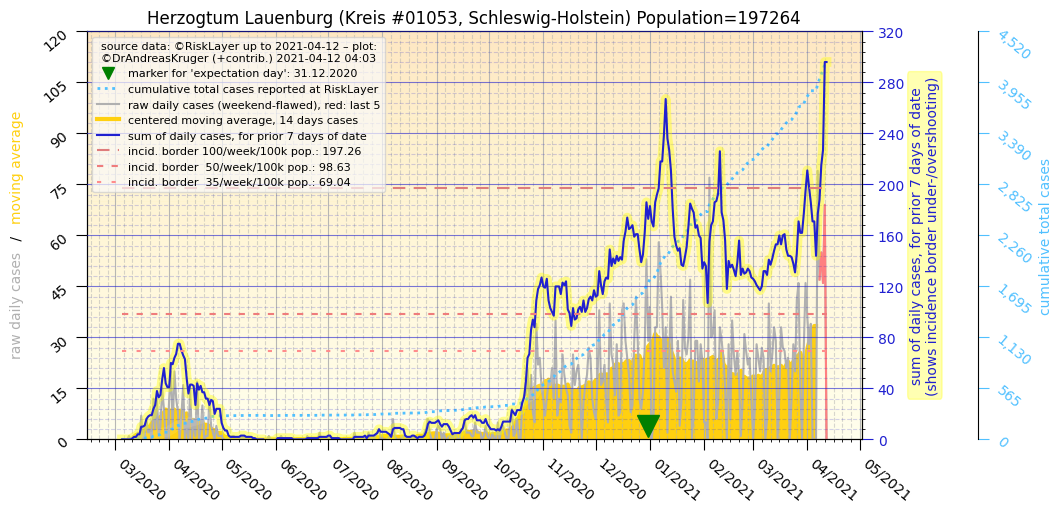 Herzogtum Lauenburg (Kreis #01053, Schleswig-Holstein) Population=197264
source data: ©RiskLayer up to 2021-04-12 – plot:
©DrAndreasKruger (+contrib.) 2021-04-12 04:03
marker for 'expectation day': 31.12.2020
cumulative total cases reported at RiskLayer
raw daily cases (weekend-flawed), red: last 5
centered moving average, 14 days cases
sum of daily cases, for prior 7 days of date
incid. border 100/week/100k pop.: 197.26
incid. border  50/week/100k pop.: 98.63
incid. border  35/week/100k pop.: 69.04
raw daily cases / moving average
120
105
90
75
60
45
30
15
0
03/2020
04/2020
05/2020
06/2020
07/2020
08/2020
09/2020
10/2020
11/2020
12/2020
01/2021
02/2021
03/2021
04/2021
05/2021
320
280
240
200
160
120
80
40
0
sum of daily cases, for prior 7 days of date
(shows incidence border under-/overshooting)
4,520
3,955
3,390
2,825
2,260
1,695
1,130
565
0
cumulative total cases